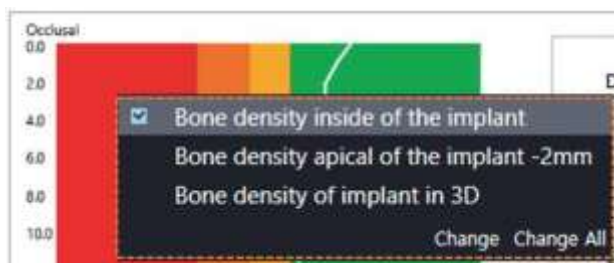 Occlusal
0.0
2.0
D
4.0
Bone density inside of the implant
6.0
Bone density apical of the implant -2mm
8.0
Bone density of implant in 3D
10.0
Change Change All